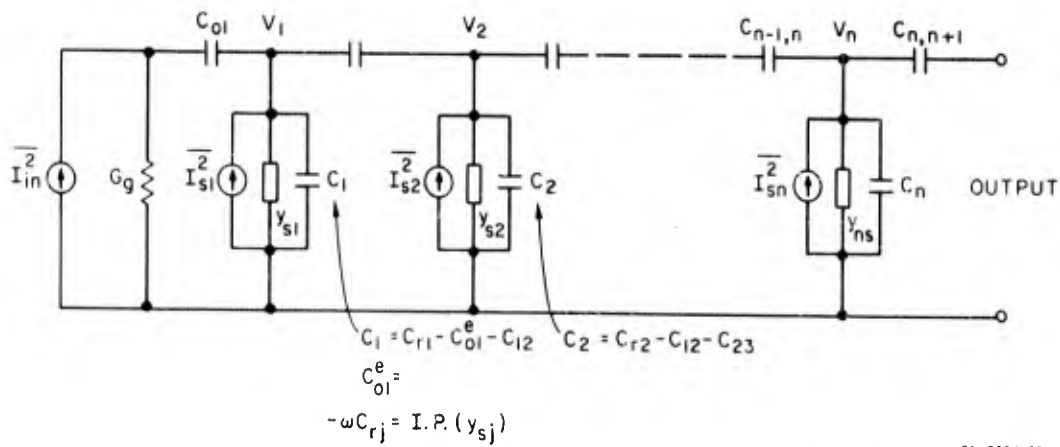 C01 V1 V2 Cn-1,n Vn Cn,n+1
I²in Gg I²s1 ys1 C1 I²s2 ys2 C2 I²sn yns Cn OUTPUT
C1 = Cr1 - Ce01 - C12 C2 = Cr2 - C12 - C23
Ce01 =
-ωCrj = I.P. (ysj)